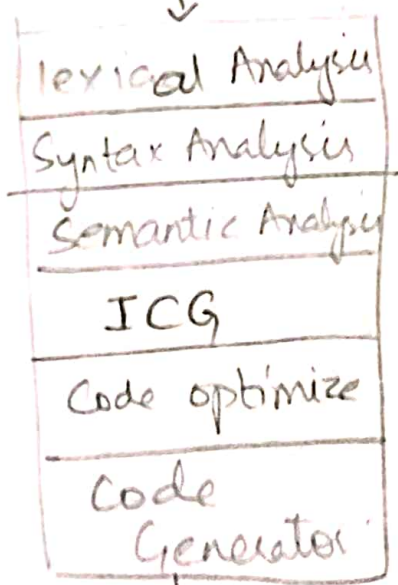 lexical Analysis
Syntax Analysis
Semantic Analysis
ICG
Code optimize
Code
Generator